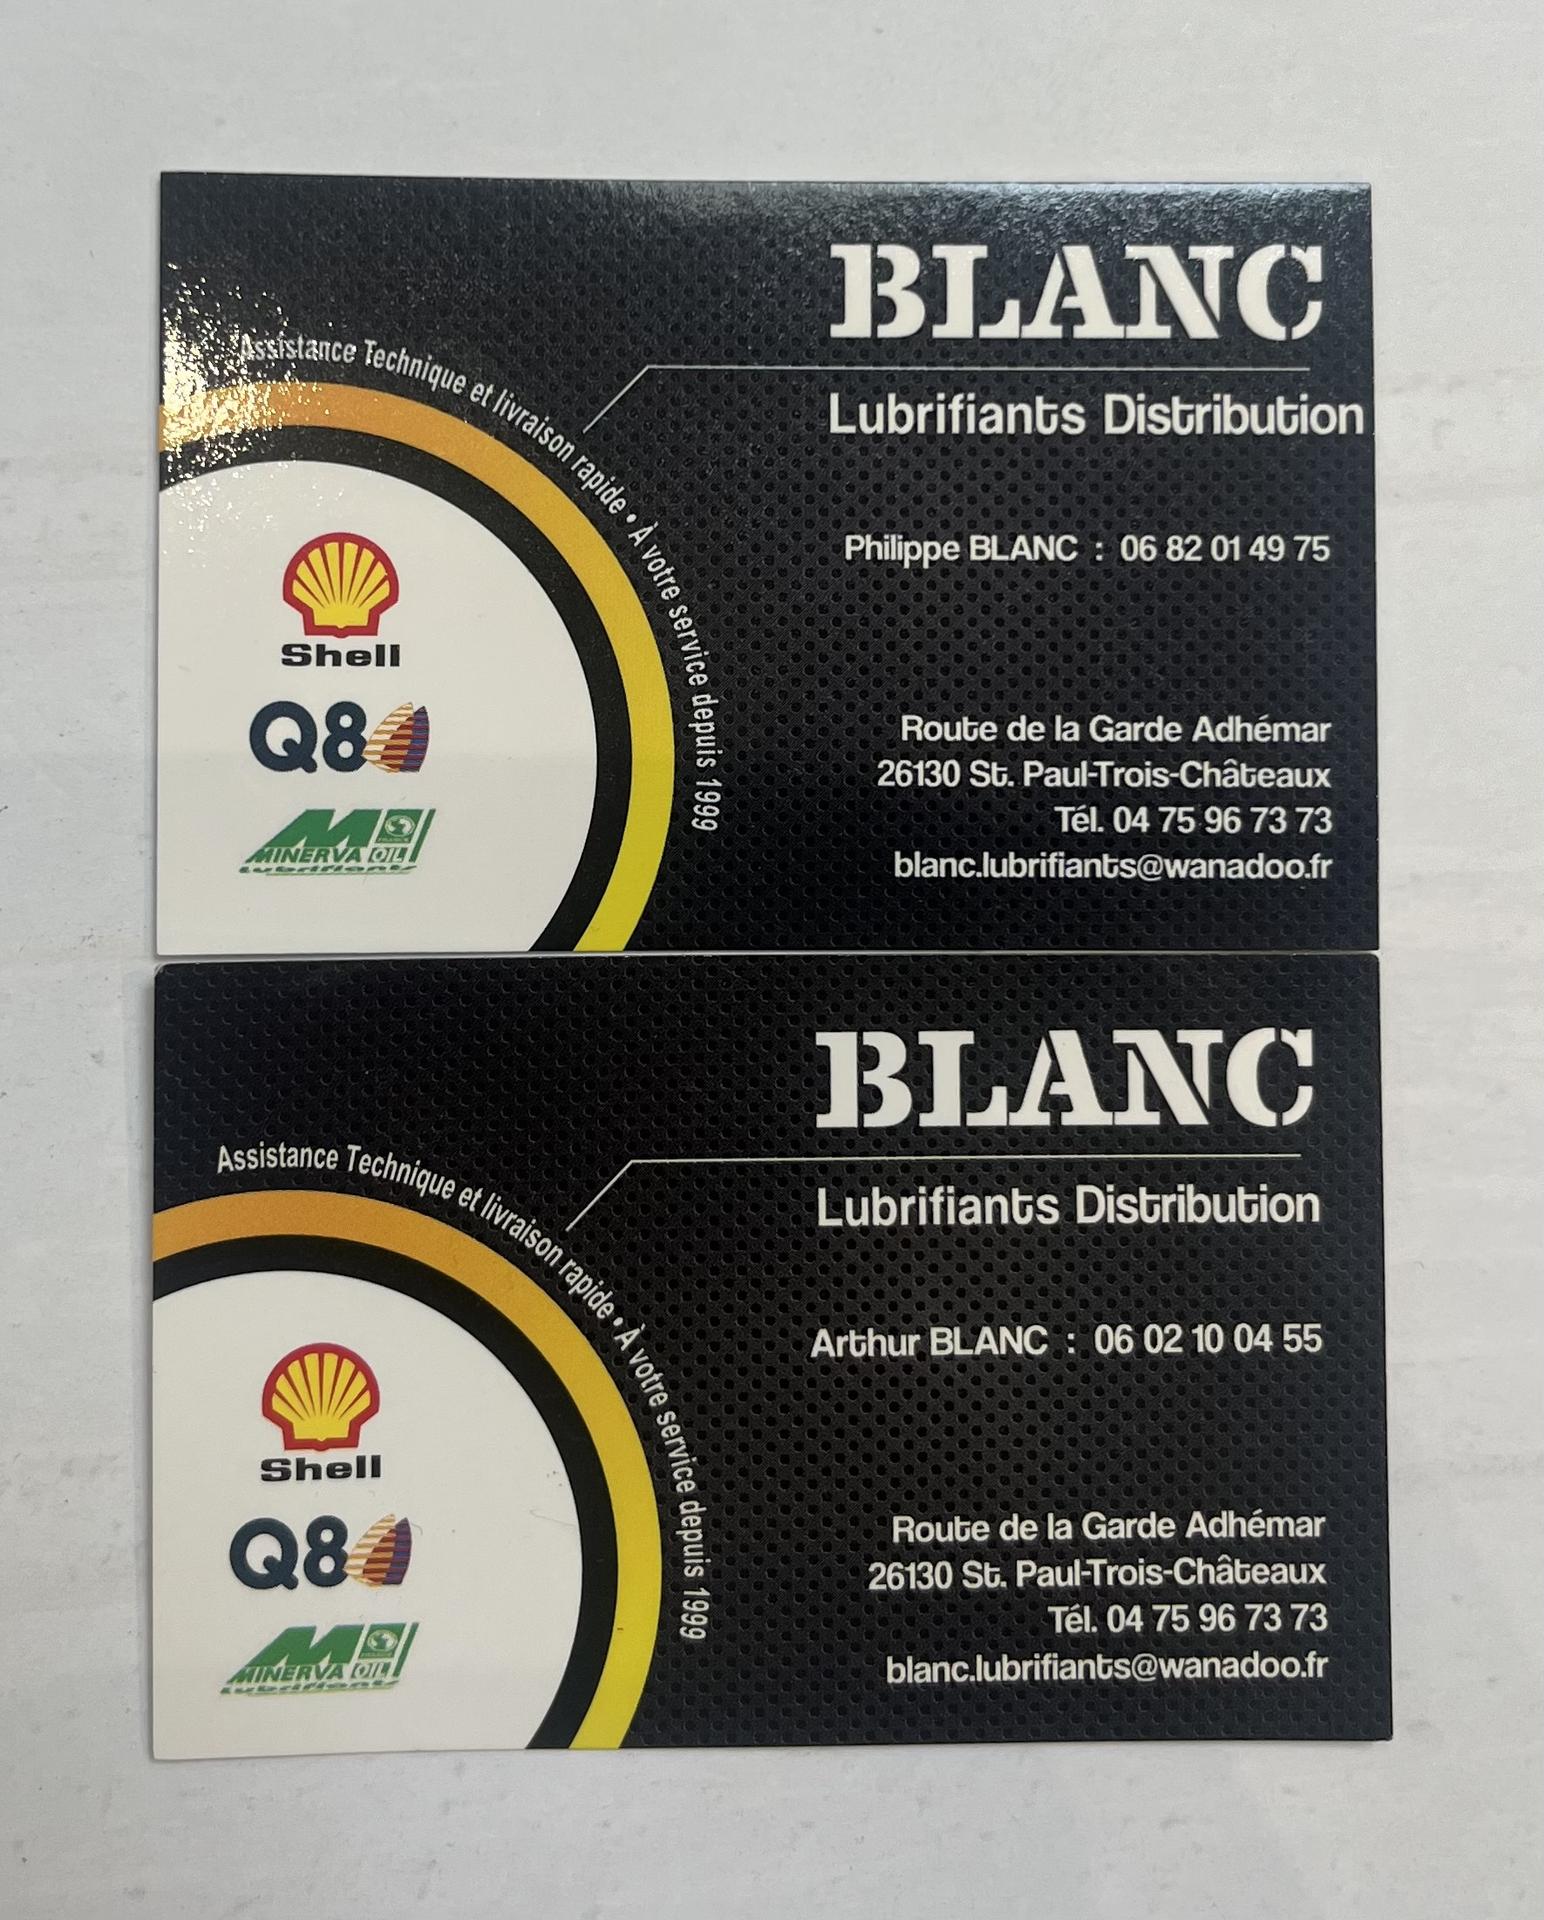 BLANC
Lubrifiants Distribution
Assistance Technique et livraison rapide • À votre service depuis 1999
Philippe BLANC : 06 82 01 49 75
Shell
Q8
MINERVA OIL
FRANCE
Lubrifiants
Route de la Garde Adhémar
26130 St. Paul-Trois-Châteaux
Tél. 04 75 96 73 73
blanc.lubrifiants@wanadoo.fr
BLANC
Lubrifiants Distribution
Assistance Technique et livraison rapide • À votre service depuis 1999
Arthur BLANC : 06 02 10 04 55
Shell
Q8
MINERVA OIL
FRANCE
Lubrifiants
Route de la Garde Adhémar
26130 St. Paul-Trois-Châteaux
Tél. 04 75 96 73 73
blanc.lubrifiants@wanadoo.fr